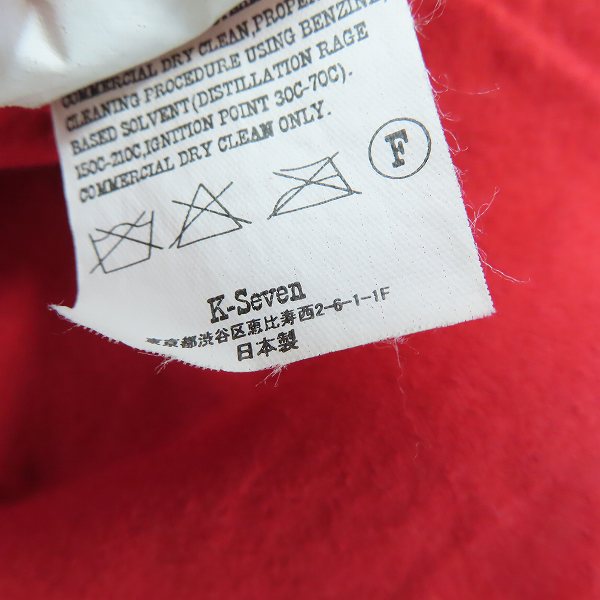 COMMERCIAL DRY CLEAN, PROPER
CLEANING PROCEDURE USING BENZINE
BASED SOLVENT(DISTILLATION RAGE
150C-210C,IGNITION POINT 30C-70C).
COMMERCIAL DRY CLEAN ONLY.
F
K-Seven
東京都渋谷区恵比寿西2-6-1-1F
日本製